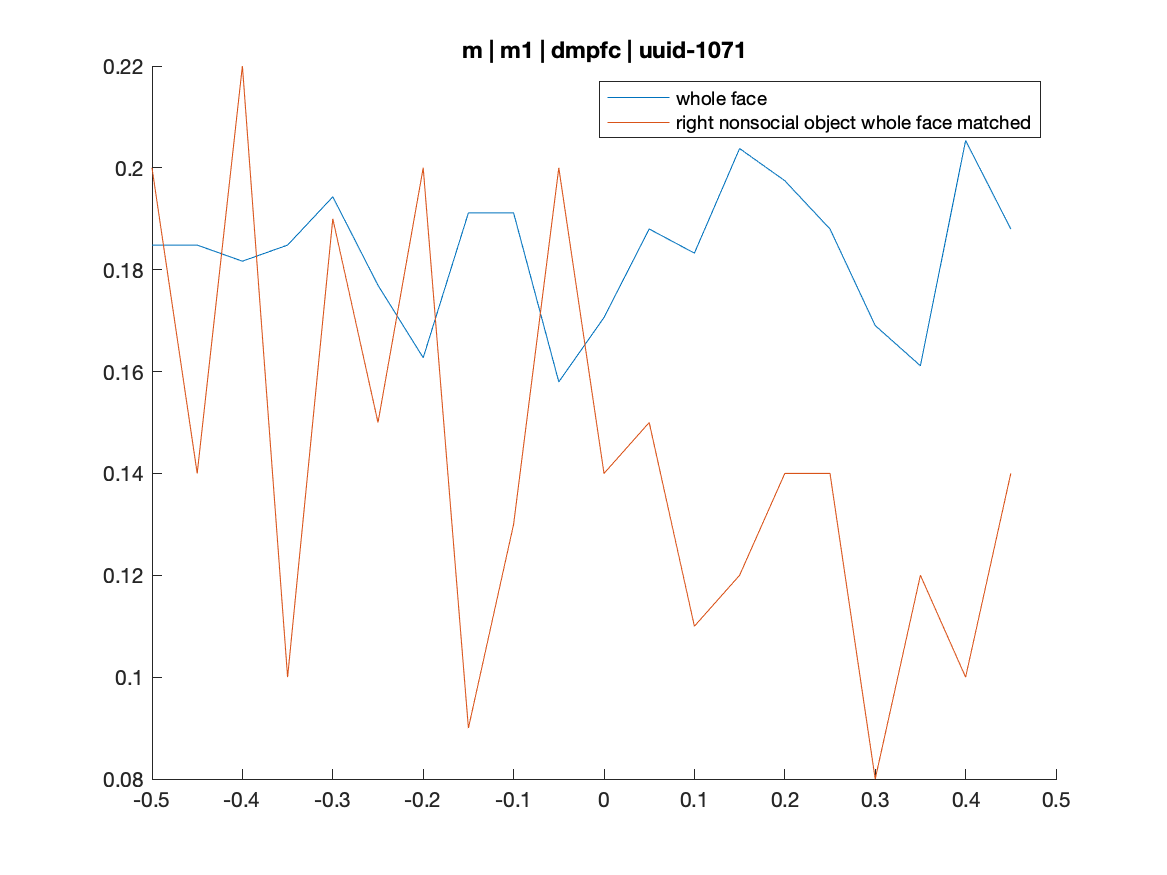 m | m1 | dmpfc | uuid-1071
whole face
right nonsocial object whole face matched
0.22
0.2
0.18
0.16
0.14
0.12
0.1
0.08
-0.5 -0.4 -0.3 -0.2 -0.1 0 0.1 0.2 0.3 0.4 0.5